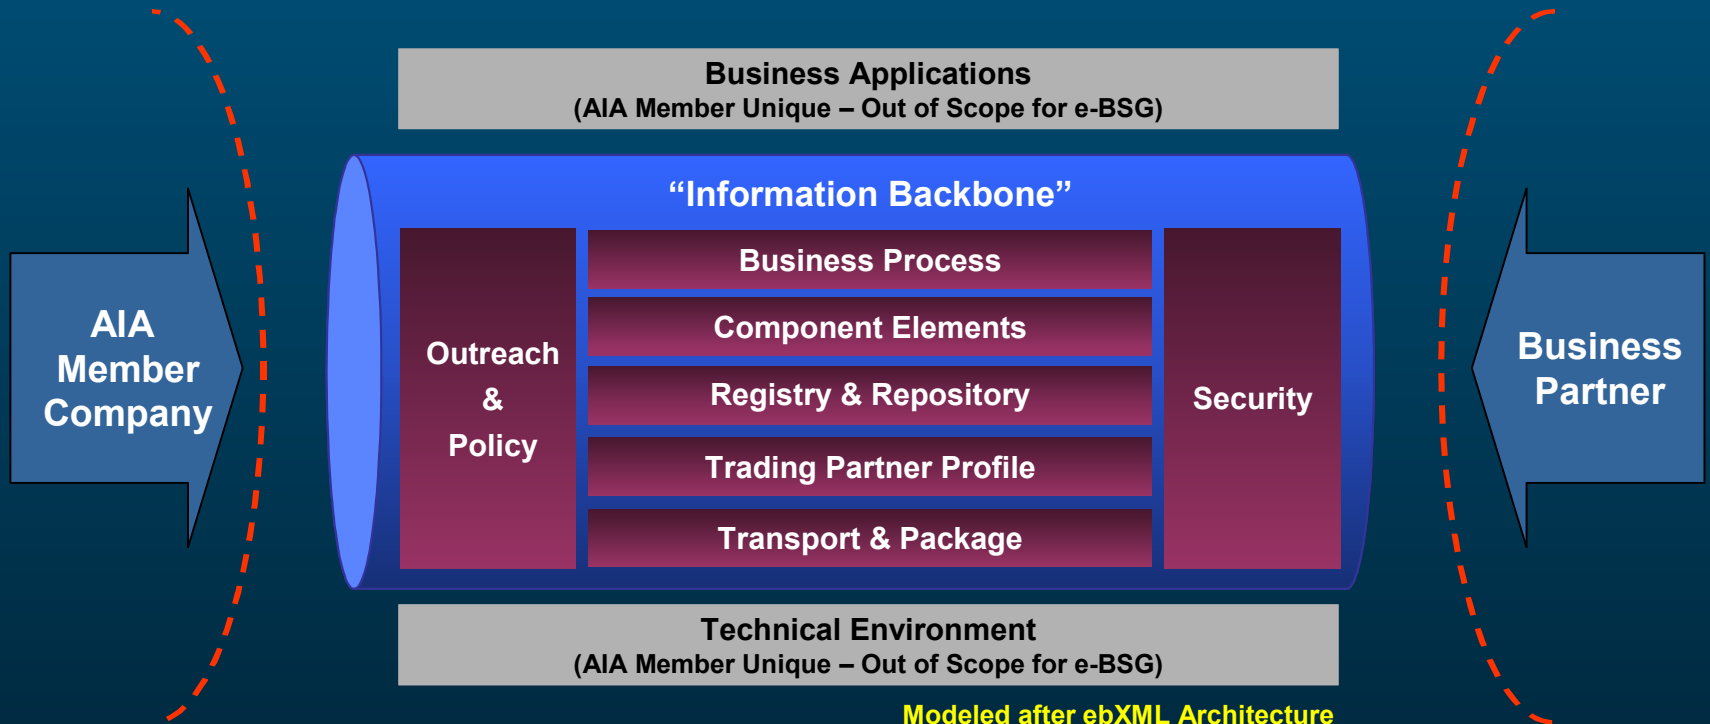 Business Applications
(AIA Member Unique – Out of Scope for e-BSG)
“Information Backbone”
AIA
Member
Company
Outreach
&
Policy
Business Process
Component Elements
Registry & Repository
Trading Partner Profile
Transport & Package
Security
Business
Partner
Technical Environment
(AIA Member Unique – Out of Scope for e-BSG)
Modeled after ebXML Architecture